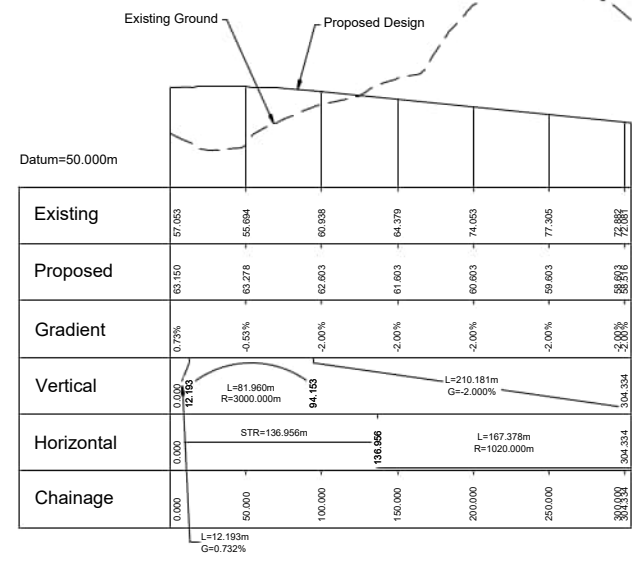 Existing Ground
Proposed Design
Datum=50.000m
Existing 57.053 55.694 60.938 64.379 74.053 77.305 72.882 72.081
Proposed 63.150 63.278 62.603 61.603 60.603 59.603 58.603 58.516
Gradient 0.73% -0.53% -2.00% -2.00% -2.00% -2.00% -2.00% -2.00%
Vertical 0.000 12.193 L=81.960m 94.153 L=210.181m 304.334
R=3000.000m G=-2.000%
Horizontal 0.000 STR=136.956m 136.956 L=167.378m 304.334
R=1020.000m
Chainage 0.000 50.000 100.000 150.000 200.000 250.000 300.000 304.334
L=12.193m
G=0.732%